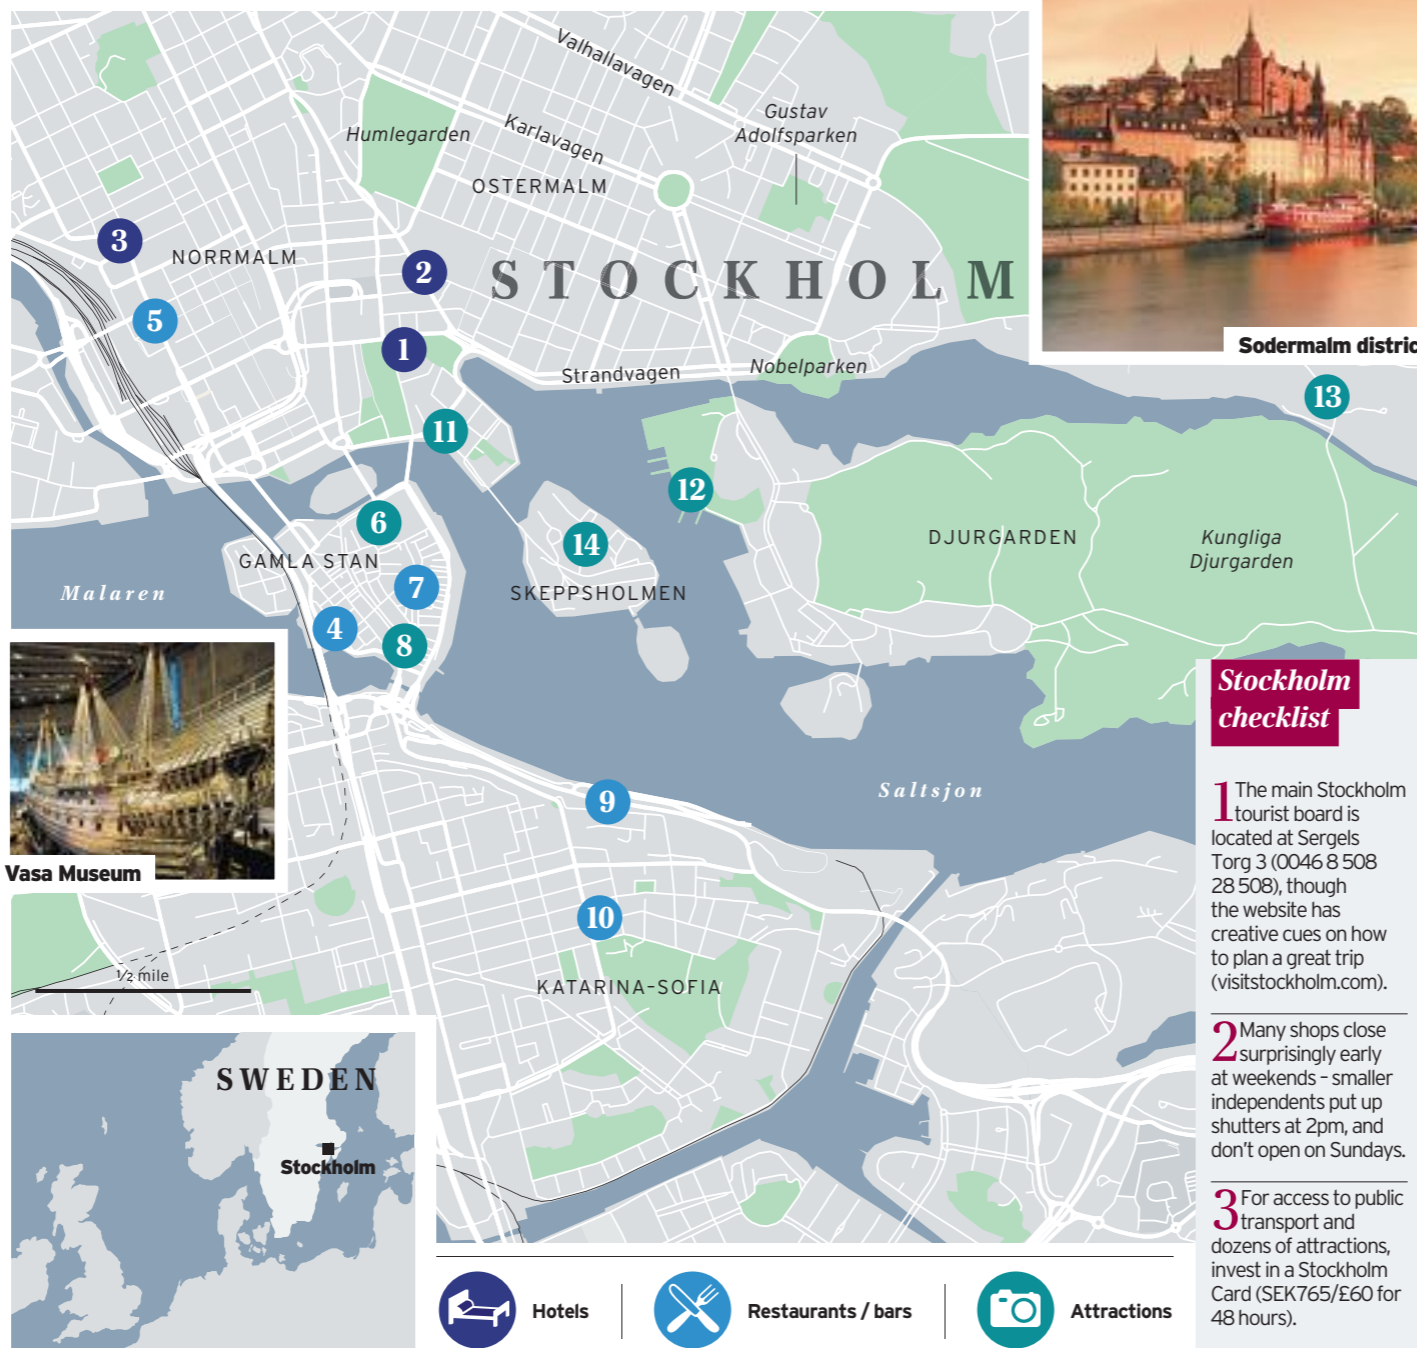 Valhallavagen
Gustav
Adolfsparken
Humlegarden
Karlavagen
OSTERMALM
3
NORRMALM
2
STOCKHOLM
5
1
Strandvagen
Nobelparken
Sodermalm distric
13
11
12
6
14
DJURGARDEN
Kungliga
Djurgarden
GAMLA STAN
7
SKEPPSHOLMEN
Malaren
4
8
Saltsjon
9
Vasa Museum
10
1/2 mile
KATARINA-SOFIA
SWEDEN
Stockholm
Hotels
Restaurants / bars
Attractions
Stockholm
checklist
1 The main Stockholm
tourist board is
located at Sergels
Torg 3 (0046 8 508
28 508), though
the website has
creative cues on how
to plan a great trip
(visitstockholm.com).
2 Many shops close
surprisingly early
at weekends – smaller
independents put up
shutters at 2pm, and
don't open on Sundays.
3 For access to public
transport and
dozens of attractions,
invest in a Stockholm
Card (SEK765/£60 for
48 hours).